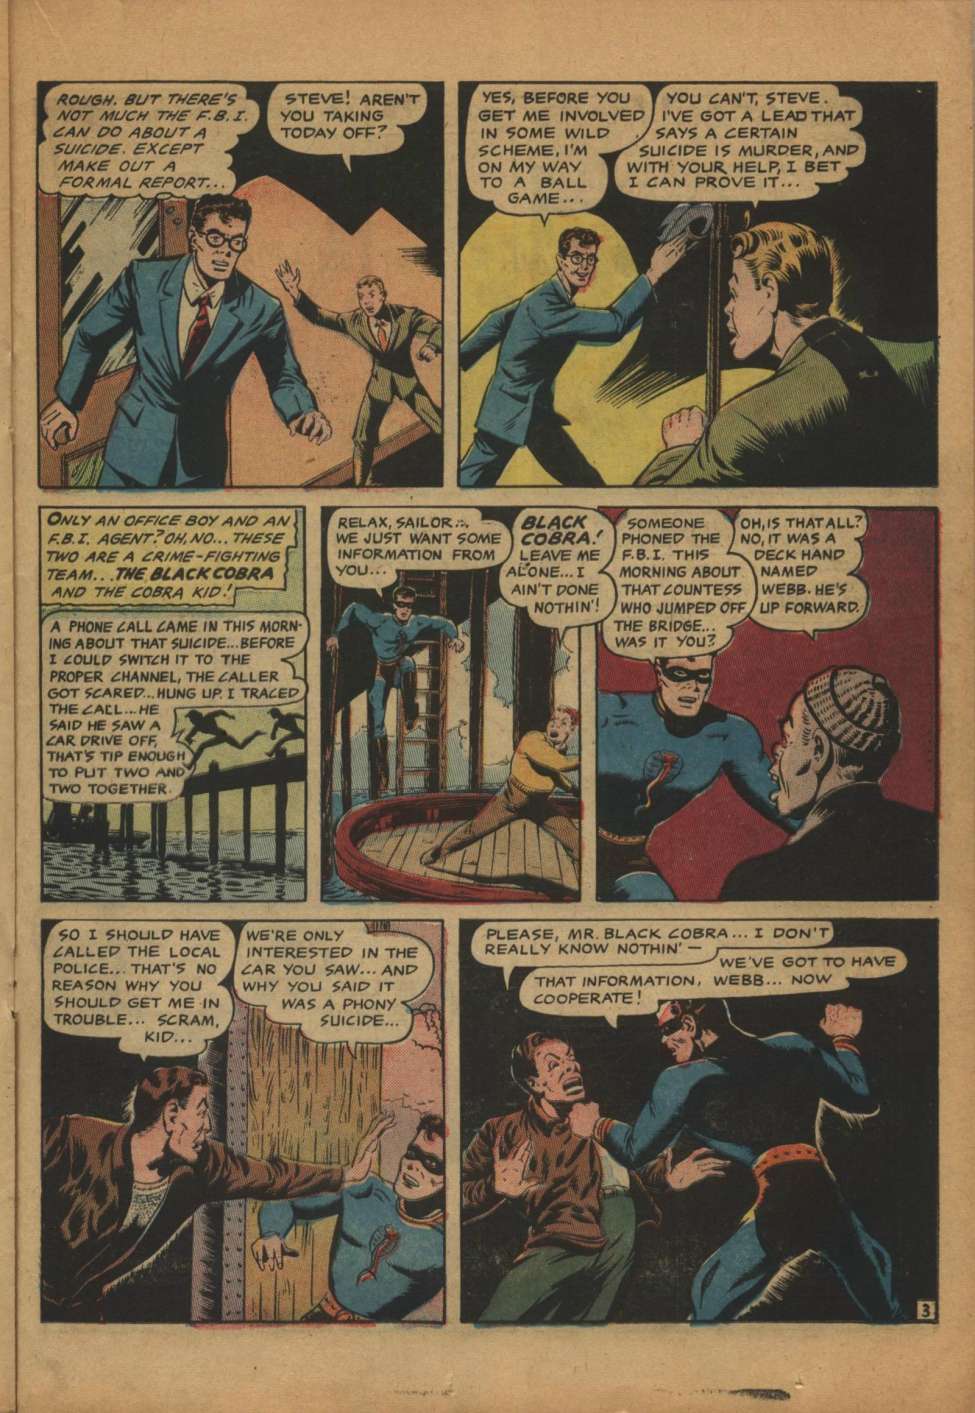 ROUGH. BUT THERE'S
NOT MUCH THE F.B.I.
CAN DO ABOUT A
SUICIDE. EXCEPT
MAKE OUT A
FORMAL REPORT...
STEVE! AREN'T
YOU TAKING
TODAY OFF?
YES, BEFORE YOU
GET ME INVOLVED
IN SOME WILD
SCHEME, I'M
ON MY WAY
TO A BALL
GAME...
YOU CAN'T, STEVE.
I'VE GOT A LEAD THAT
SAYS A CERTAIN
SUICIDE IS MURDER, AND
WITH YOUR HELP, I BET
I CAN PROVE IT...
ONLY AN OFFICE BOY AND AN
F.B.I. AGENT? OH, NO... THESE
TWO ARE A CRIME-FIGHTING
TEAM... THE BLACK COBRA
AND THE COBRA KID!
A PHONE CALL CAME IN THIS MORN-
ING ABOUT THAT SUICIDE... BEFORE
I COULD SWITCH IT TO THE
PROPER CHANNEL, THE CALLER
GOT SCARED... HUNG UP. I TRACED
THE CALL... HE
SAID HE SAW A
CAR DRIVE OFF,
THAT'S TIP ENOUGH
TO PUT TWO AND
TWO TOGETHER.
RELAX, SAILOR...
WE JUST WANT SOME
INFORMATION FROM
YOU...
BLACK
COBRA!
LEAVE ME
ALONE... I
AIN'T DONE
NOTHIN'!
SOMEONE
PHONED THE
F.B.I. THIS
MORNING ABOUT
THAT COUNTESS
WHO JUMPED OFF
THE BRIDGE...
WAS IT YOU?
OH, IS THAT ALL?
NO, IT WAS A
DECK HAND
NAMED
WEBB. HE'S
UP FORWARD.
SO I SHOULD HAVE
CALLED THE LOCAL
POLICE... THAT'S NO
REASON WHY YOU
SHOULD GET ME IN
TROUBLE... SCRAM,
KID...
WE'RE ONLY
INTERESTED IN THE
CAR YOU SAW... AND
WHY YOU SAID IT
WAS A PHONY
SUICIDE...
PLEASE, MR. BLACK COBRA... I DON'T
REALLY KNOW NOTHIN' —
WE'VE GOT TO HAVE
THAT INFORMATION, WEBB... NOW
COOPERATE!
3